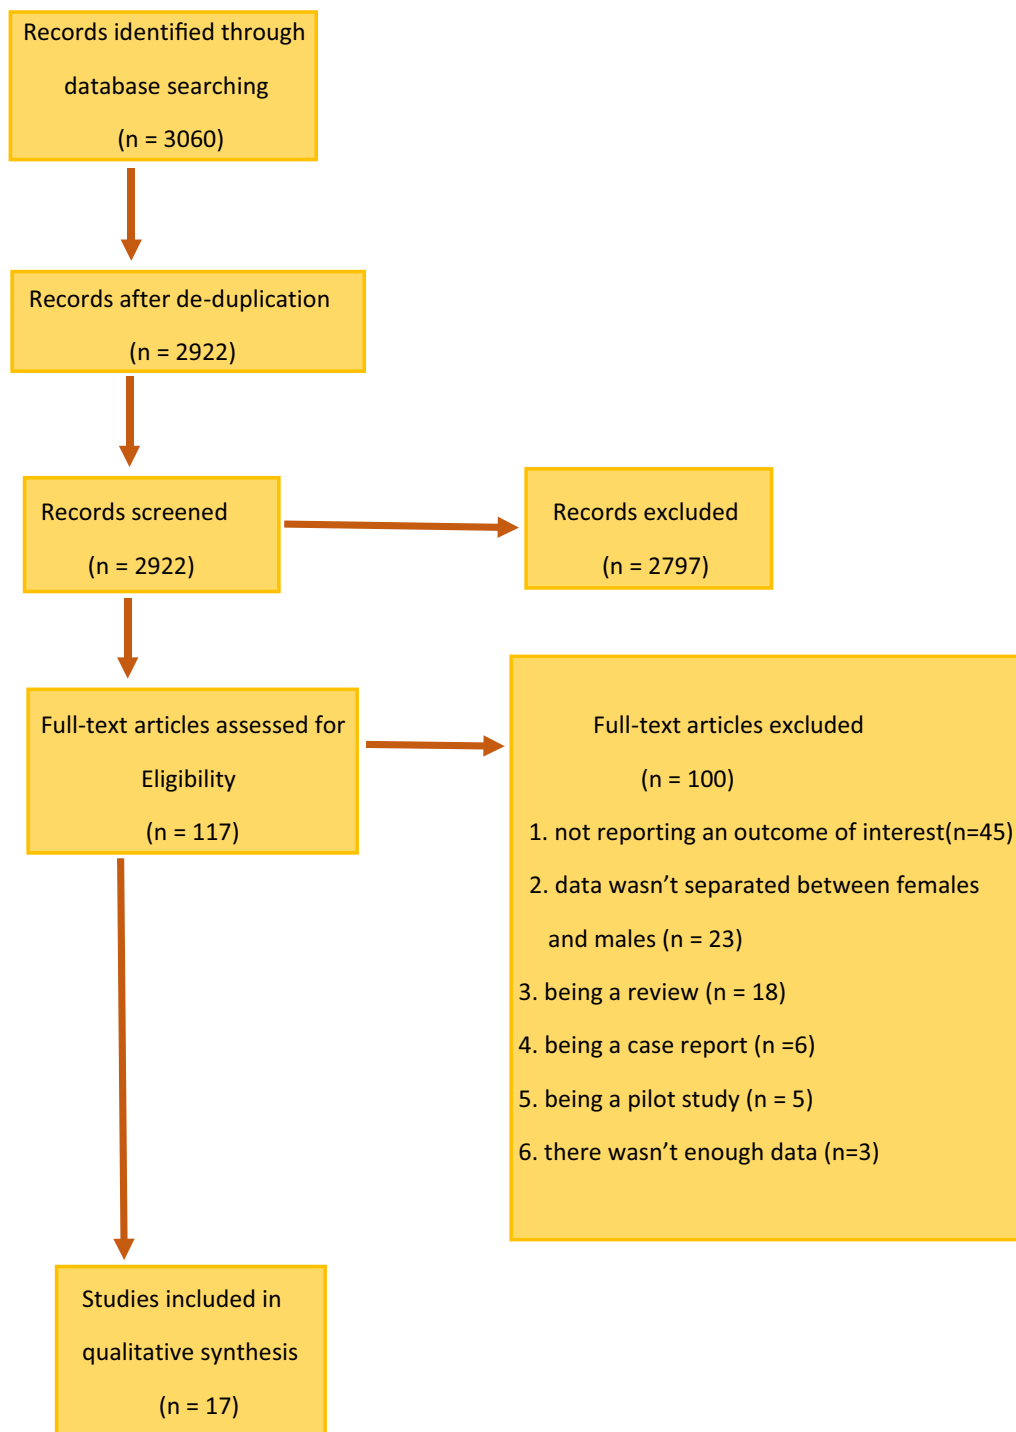 Records identified through
database searching
(n = 3060)
Records after de-duplication
(n = 2922)
Records screened
(n = 2922)
Records excluded
(n = 2797)
Full-text articles assessed for
Eligibility
(n = 117)
Full-text articles excluded
(n = 100)
1. not reporting an outcome of interest(n=45)
2. data wasn’t separated between females
and males (n = 23)
3. being a review (n = 18)
4. being a case report (n =6)
5. being a pilot study (n = 5)
6. there wasn’t enough data (n=3)
Studies included in
qualitative synthesis
(n = 17)